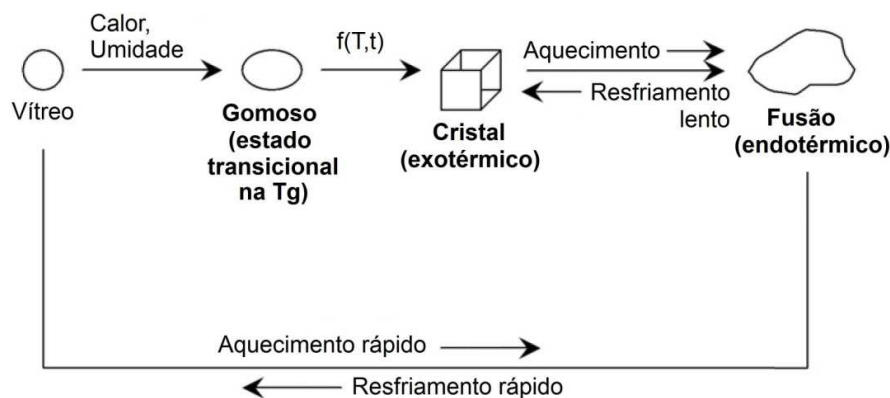 Calor,
Umidade
f(T,t)
Aquecimento
Resfriamento
lento
Vítreo
Gomoso
(estado
transicional
na Tg)
Cristal
(exotérmico)
Fusão
(endotérmico)
Aquecimento rápido
Resfriamento rápido